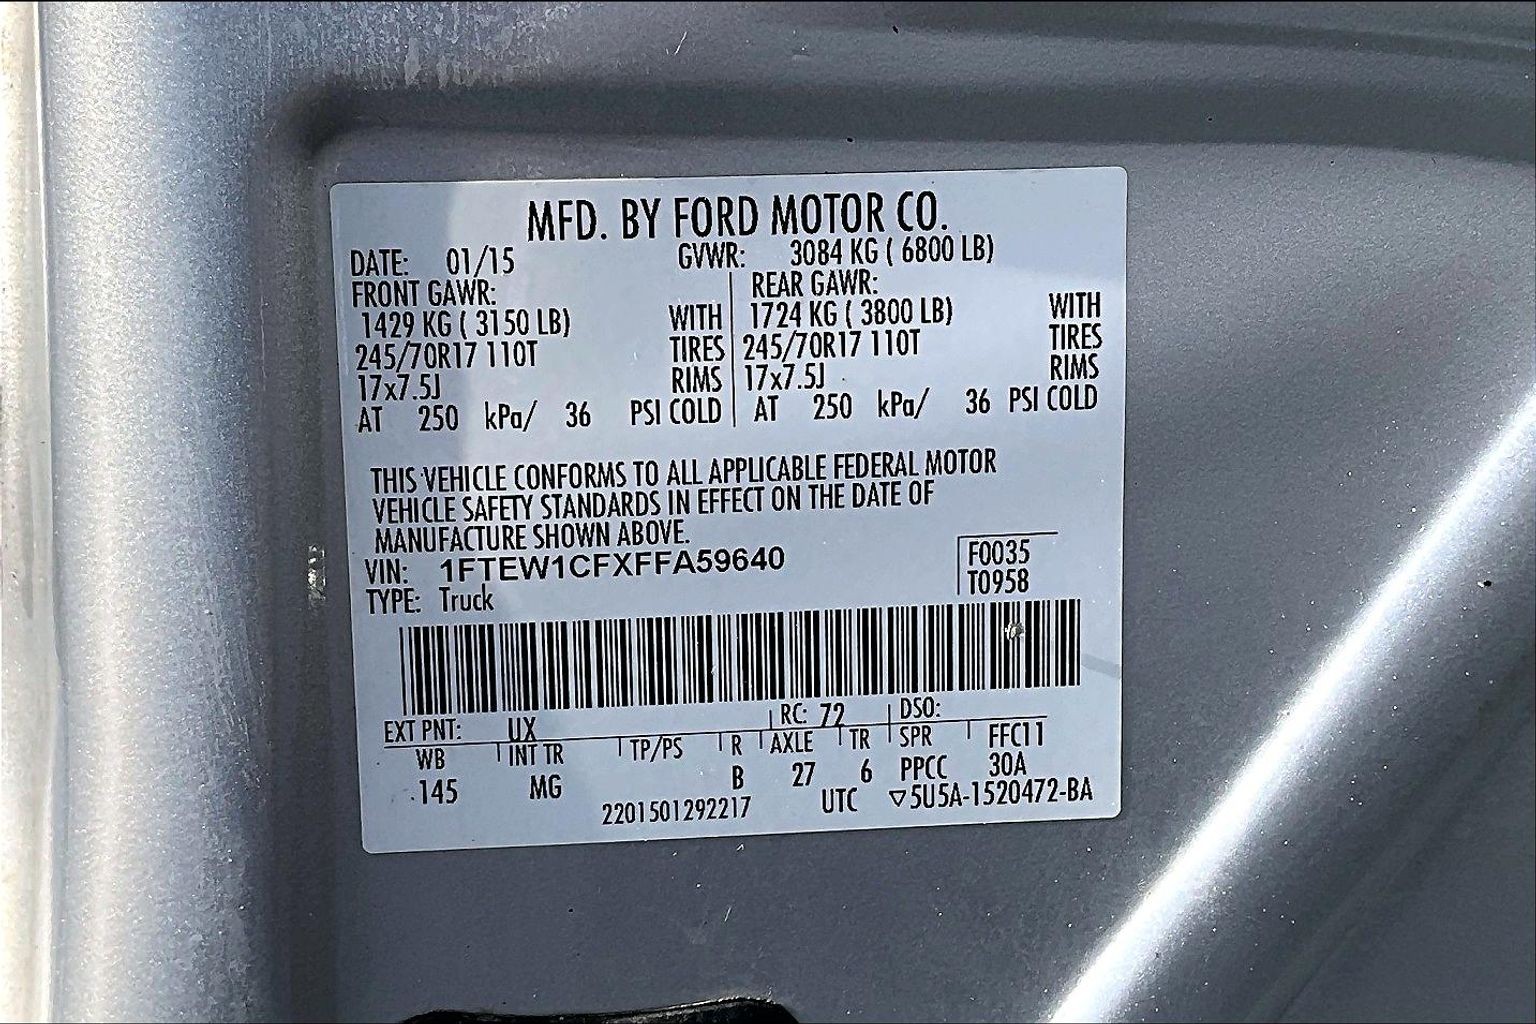 MFD. BY FORD MOTOR CO.
DATE: 01/15 GVWR: 3084 KG ( 6800 LB)
FRONT GAWR: REAR GAWR:
1429 KG ( 3150 LB) WITH 1724 KG ( 3800 LB) WITH
245/70R17 110T TIRES 245/70R17 110T TIRES
17x7.5J RIMS 17x7.5J RIMS
AT 250 kPa/ 36 PSI COLD AT 250 kPa/ 36 PSI COLD
THIS VEHICLE CONFORMS TO ALL APPLICABLE FEDERAL MOTOR
VEHICLE SAFETY STANDARDS IN EFFECT ON THE DATE OF
MANUFACTURE SHOWN ABOVE.
VIN: 1FTEW1CFXFFA59640 F0035
TYPE: Truck T0958
EXT PNT: UX RC: 72 DSO:
WB INT TR TP/PS R AXLE TR SPR FFC11
145 MG B 27 6 PPCC 30A
2201501292217 UTC ▽5U5A-1520472-BA